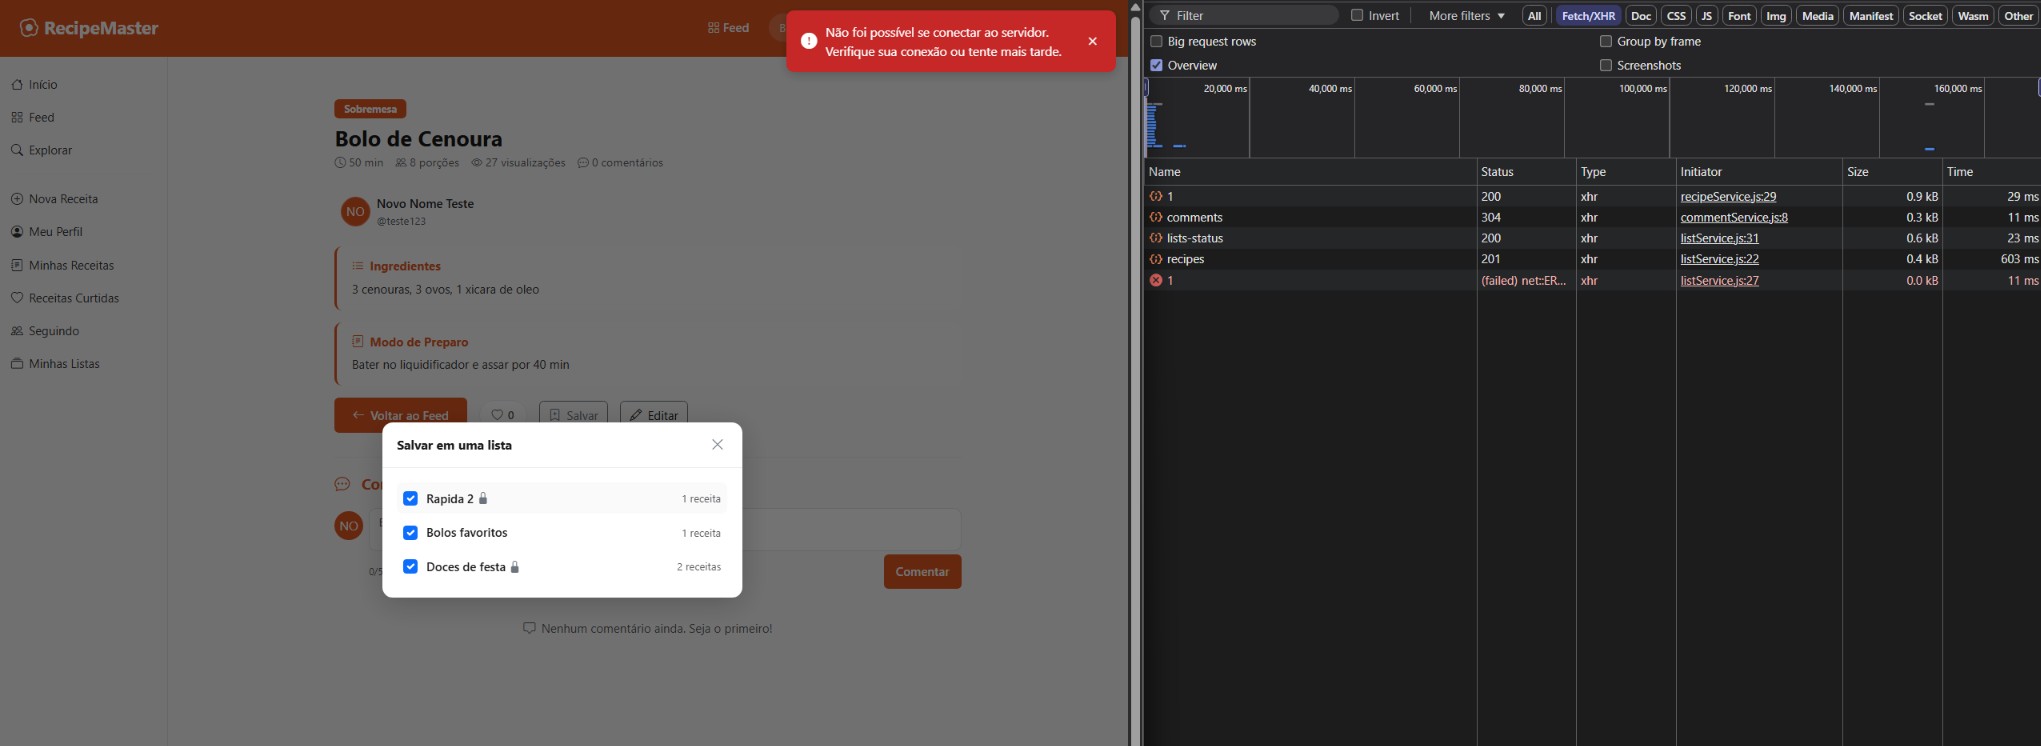 RecipeMaster
Feed
Não foi possível se conectar ao servidor.
Verifique sua conexão ou tente mais tarde.
Início
Feed
Explorar
Nova Receita
Meu Perfil
Minhas Receitas
Receitas Curtidas
Seguindo
Minhas Listas
Sobremesa
Bolo de Cenoura
50 min 8 porções 27 visualizações 0 comentários
NO
Novo Nome Teste
@teste123
Ingredientes
3 cenouras, 3 ovos, 1 xicara de oleo
Modo de Preparo
Bater no liquidificador e assar por 40 min
← Voltar ao Feed 0 Salvar Editar
Salvar em uma lista
Rapida 2 1 receita
Bolos favoritos 1 receita
Doces de festa 2 receitas
NO
Comentar
Nenhum comentário ainda. Seja o primeiro!
Filter Invert More filters All Fetch/XHR Doc CSS JS Font Img Media Manifest Socket Wasm Other
Big request rows Group by frame
Overview Screenshots
20,000 ms 40,000 ms 60,000 ms 80,000 ms 100,000 ms 120,000 ms 140,000 ms 160,000 ms
Name Status Type Initiator Size Time
1 200 xhr recipeService.js:29 0.9 kB 29 ms
comments 304 xhr commentService.js:8 0.3 kB 11 ms
lists-status 200 xhr listService.js:31 0.6 kB 23 ms
recipes 201 xhr listService.js:22 0.4 kB 603 ms
1 (failed) net::ER... xhr listService.js:27 0.0 kB 11 ms